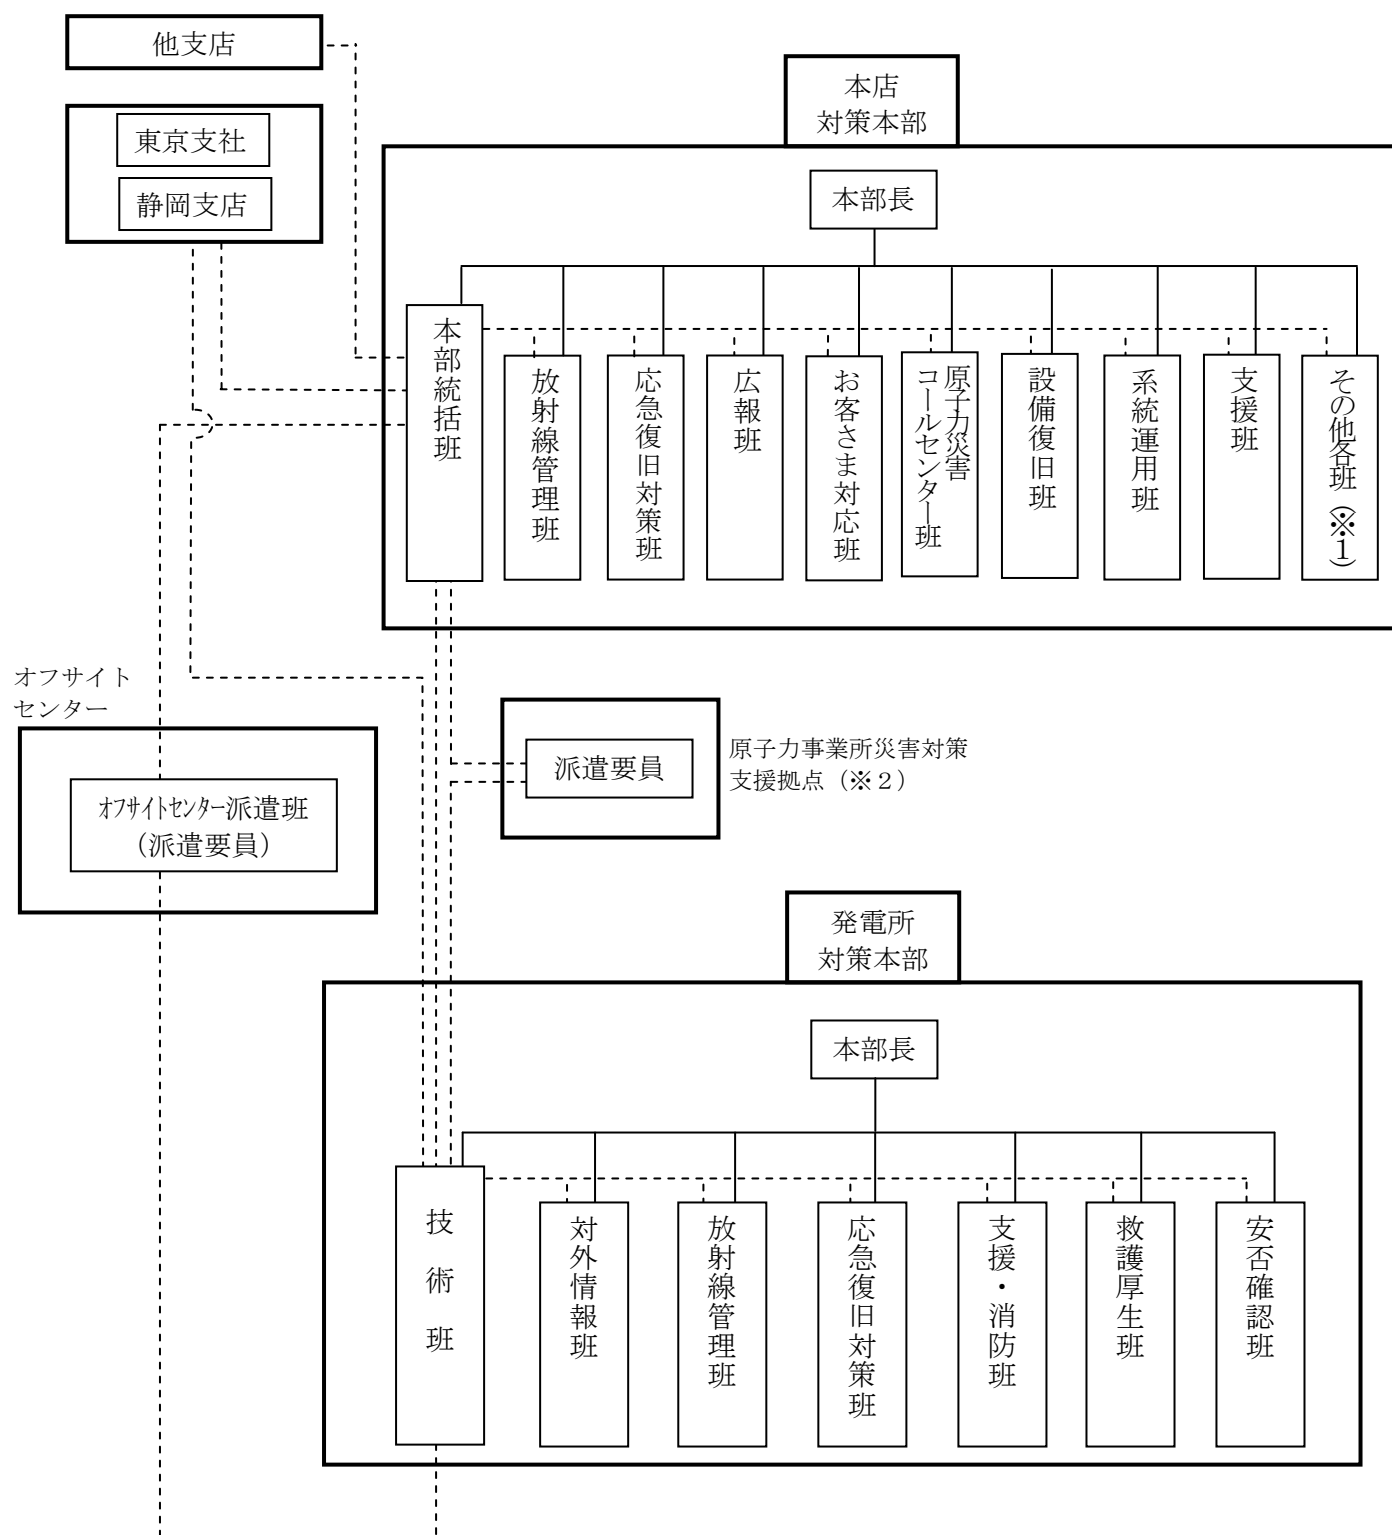 他支店
東京支社
静岡支店
本店
対策本部
本部長
本部統括班
放射線管理班
応急復旧対策班
広報班
お客さま対応班
原子力災害
コールセンター班
設備復旧班
系統運用班
支援班
その他各班（※１）
オフサイト
センター
オフサイトセンター派遣班
（派遣要員）
派遣要員
原子力事業所災害対策
支援拠点（※２）
発電所
対策本部
本部長
技術班
対外情報班
放射線管理班
応急復旧対策班
支援・消防班
救護厚生班
安否確認班